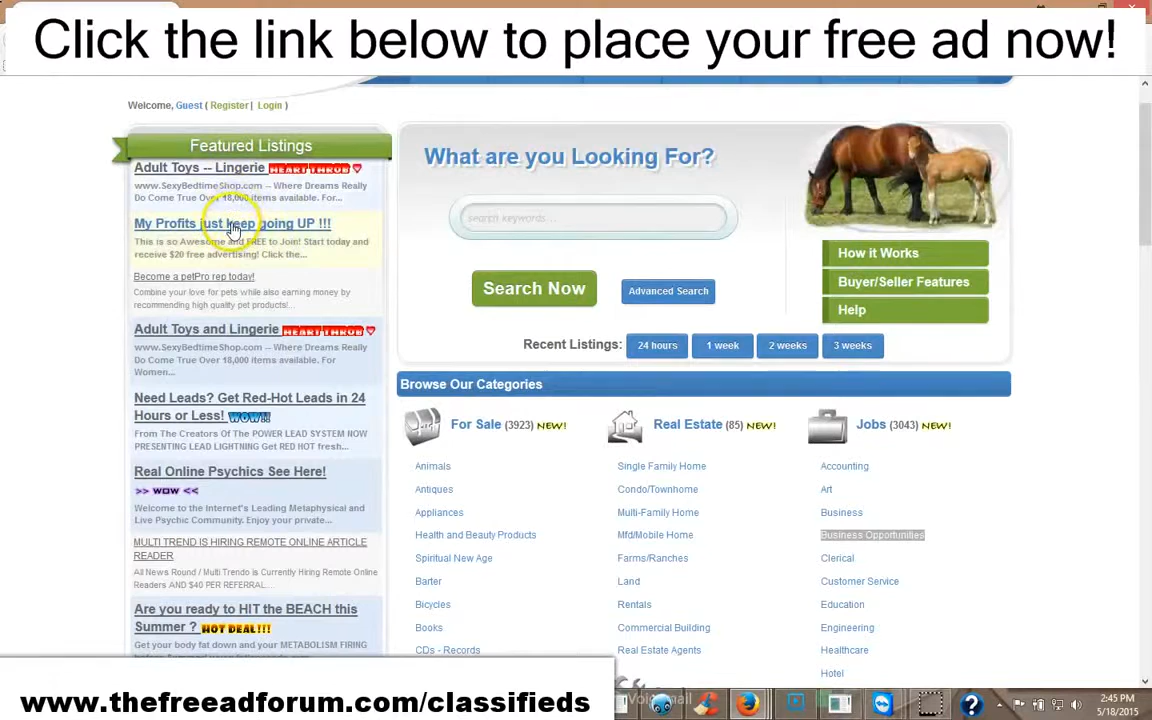 Click the link below to place your free ad now!
Welcome, Guest ( Register | Login )
Featured Listings
Adult Toys -- Lingerie HEART THROB
www.SexyBedtimeShop.com -- Where Dreams Really
Do Come True Over 18,000 items available. For...
My Profits just keep going UP !!!
This is so Awesome and FREE to Join! Start today and
receive $20 free advertising! Click the...
Become a petPro rep today!
Combine your love for pets while also earning money by
recommending high quality pet products!...
Adult Toys and Lingerie HEART THROB
www.SexyBedtimeShop.com -- Where Dreams Really
Do Come True Over 18,000 items available. For
Women...
Need Leads? Get Red-Hot Leads in 24
Hours or Less! WOW!!
From The Creators Of The POWER LEAD SYSTEM NOW
PRESENTING LEAD LIGHTNING Get RED HOT fresh...
Real Online Psychics See Here!
>> WOW <<
Welcome to the Internet's Leading Metaphysical and
Live Psychic Community. Enjoy your private...
MULTI TREND IS HIRING REMOTE ONLINE ARTICLE
READER
All News Round / Multi Trendo is Currently Hiring Remote Online
Readers AND $40 PER REFERRAL...
Are you ready to HIT the BEACH this
Summer ? HOT DEAL!!!
Get your body fat down and your METABOLISM FIRING
What are you Looking For?
search keywords...
Search Now
Advanced Search
How it Works
Buyer/Seller Features
Help
Recent Listings:
24 hours
1 week
2 weeks
3 weeks
Browse Our Categories
For Sale (3923) NEW!
Animals
Antiques
Appliances
Health and Beauty Products
Spiritual New Age
Barter
Bicycles
Books
CDs - Records
Real Estate (85) NEW!
Single Family Home
Condo/Townhome
Multi-Family Home
Mfd/Mobile Home
Farms/Ranches
Land
Rentals
Commercial Building
Real Estate Agents
Jobs (3043) NEW!
Accounting
Art
Business
Business Opportunities
Clerical
Customer Service
Education
Engineering
Healthcare
Hotel
www.thefreeadforum.com/classifieds
2:45 PM
5/18/2015